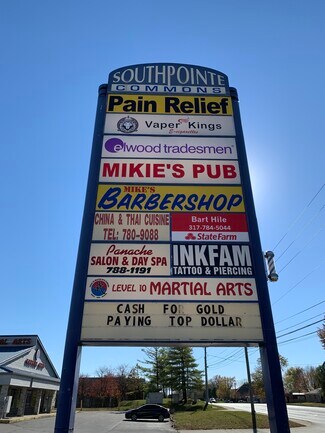 SOUTHPOINTE
COMMONS
Pain Relief
Vaper Kings
E-cigarettes
elwood tradesmen
MIKIE'S PUB
MIKE'S
BARBERSHOP
CHINA & THAI CUISINE
TEL: 780-9088
Bart Hile
317-784-5044
StateFarm
Panache
SALON & DAY SPA
788-1191
INKFAM
TATTOO & PIERCING
LEVEL 10 MARTIAL ARTS
CASH FOR GOLD
PAYING TOP DOLLAR
ARTS